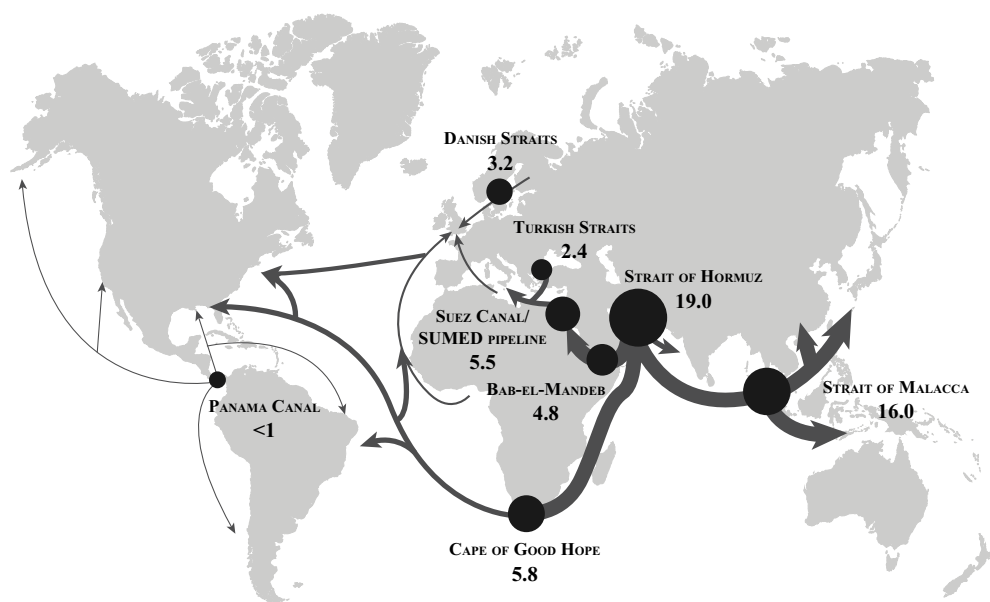 Danish Straits
3.2
Turkish Straits
2.4
Strait of Hormuz
19.0
Suez Canal/
SUMED pipeline
5.5
Bab-el-Mandeb
4.8
Strait of Malacca
16.0
Panama Canal
<1
Cape of Good Hope
5.8